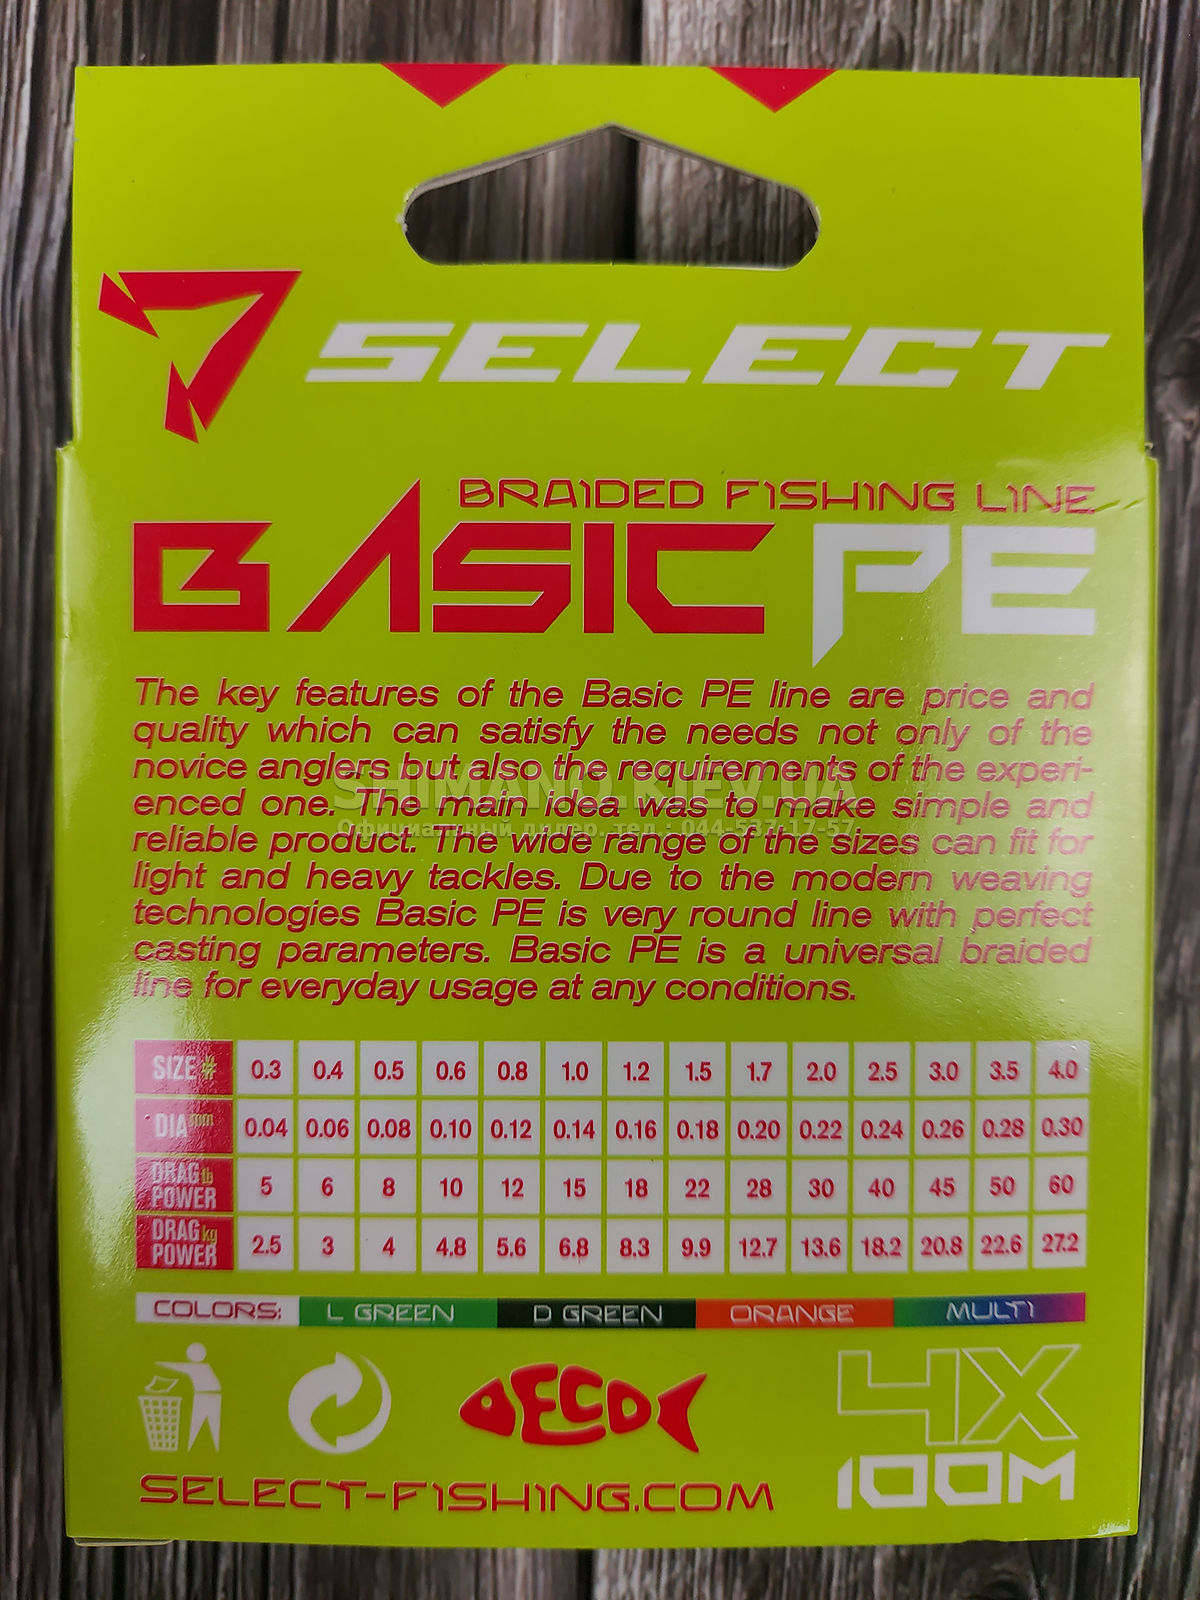 SELECT
BRAIDED FISHING LINE
BASIC PE
The key features of the Basic PE line are price and
quality which can satisfy the needs not only of the
novice anglers but also the requirements of the experi-
enced one. The main idea was to make simple and
reliable product. The wide range of the sizes can fit for
light and heavy tackles. Due to the modern weaving
technologies Basic PE is very round line with perfect
casting parameters. Basic PE is a universal braided
line for everyday usage at any conditions.
SHIMANO.KIEV.UA
Официальный дилер. тел.: 044-537-17-57
SIZE # 0.3 0.4 0.5 0.6 0.8 1.0 1.2 1.5 1.7 2.0 2.5 3.0 3.5 4.0
DIA mm 0.04 0.06 0.08 0.10 0.12 0.14 0.16 0.18 0.20 0.22 0.24 0.26 0.28 0.30
DRAG lb POWER 5 6 8 10 12 15 18 22 28 30 40 45 50 60
DRAG kg POWER 2.5 3 4 4.8 5.6 6.8 8.3 9.9 12.7 13.6 18.2 20.8 22.6 27.2
COLORS: L GREEN D GREEN ORANGE MULTI
ECO
4X
100M
SELECT-FISHING.COM